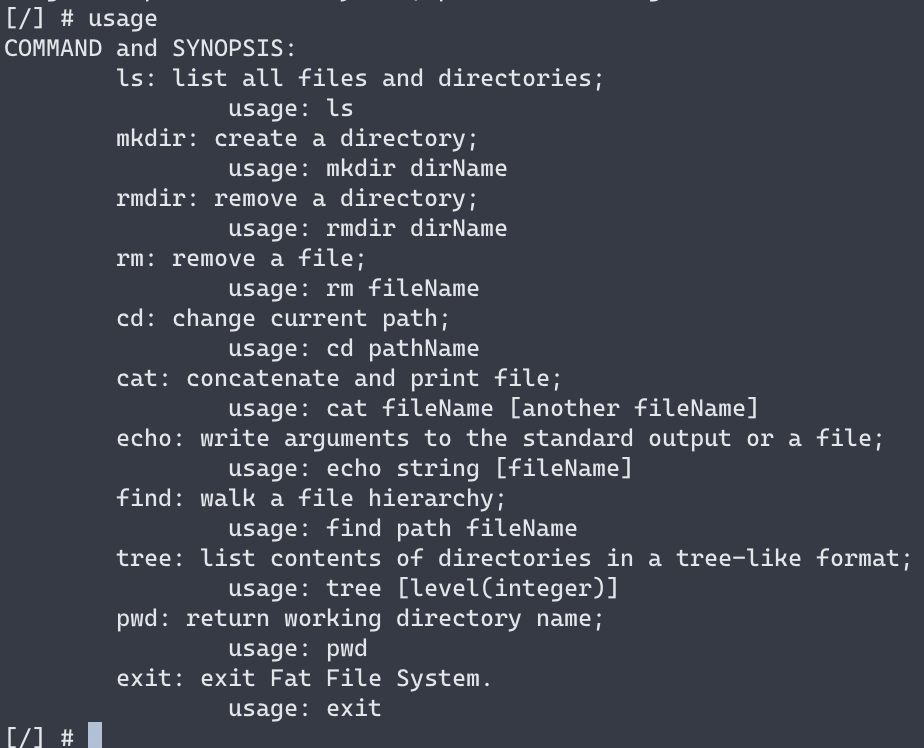 [/] # usage
COMMAND and SYNOPSIS:
ls: list all files and directories;
usage: ls
mkdir: create a directory;
usage: mkdir dirName
rmdir: remove a directory;
usage: rmdir dirName
rm: remove a file;
usage: rm fileName
cd: change current path;
usage: cd pathName
cat: concatenate and print file;
usage: cat fileName [another fileName]
echo: write arguments to the standard output or a file;
usage: echo string [fileName]
find: walk a file hierarchy;
usage: find path fileName
tree: list contents of directories in a tree-like format;
usage: tree [level(integer)]
pwd: return working directory name;
usage: pwd
exit: exit Fat File System.
usage: exit
[/] #